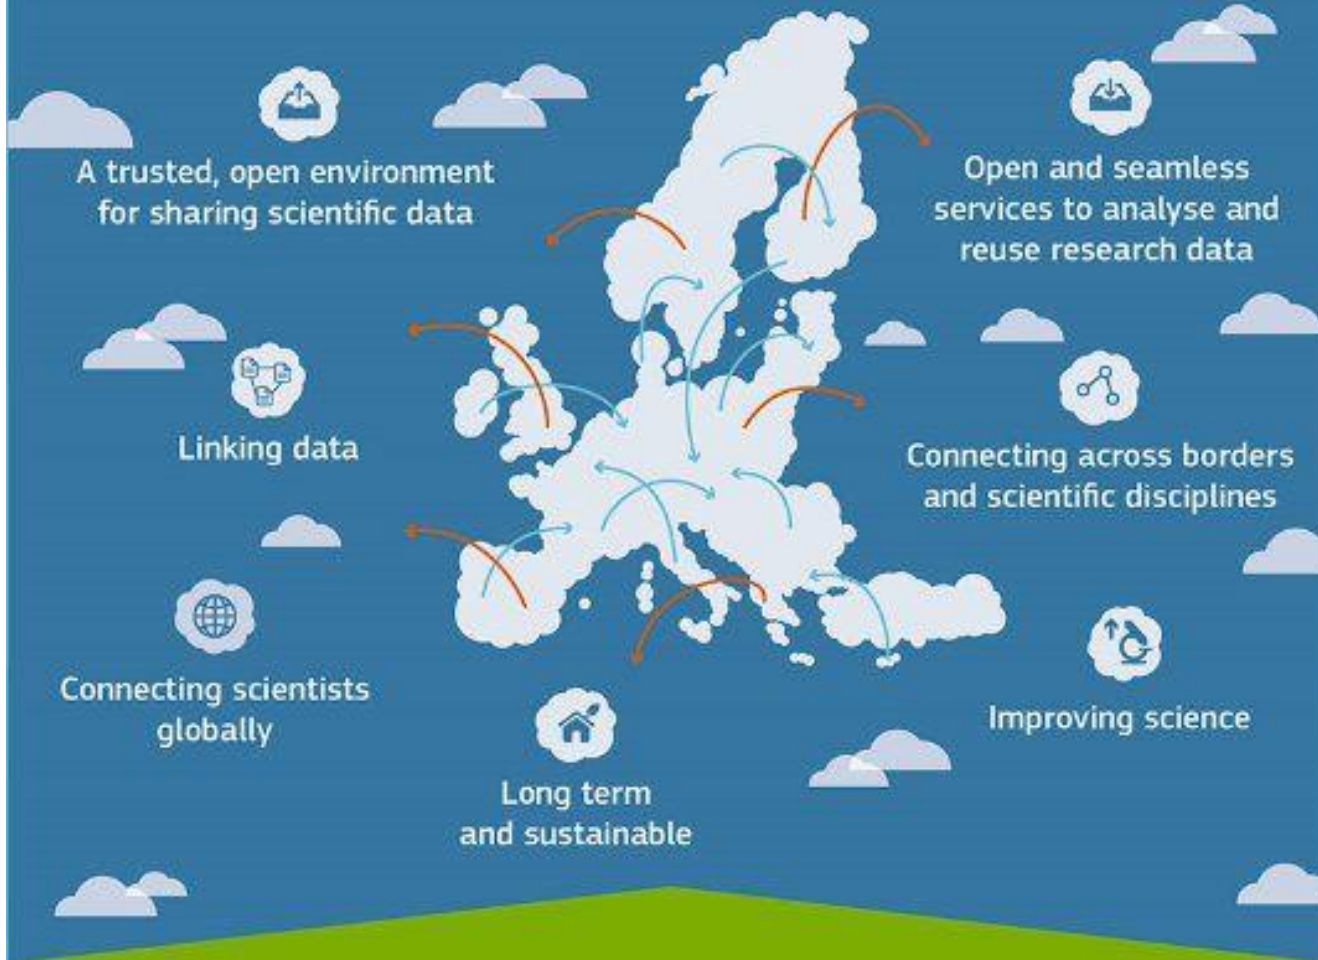 A trusted, open environment
for sharing scientific data
Open and seamless
services to analyse and
reuse research data
Linking data
Connecting across borders
and scientific disciplines
Connecting scientists
globally
Improving science
Long term
and sustainable